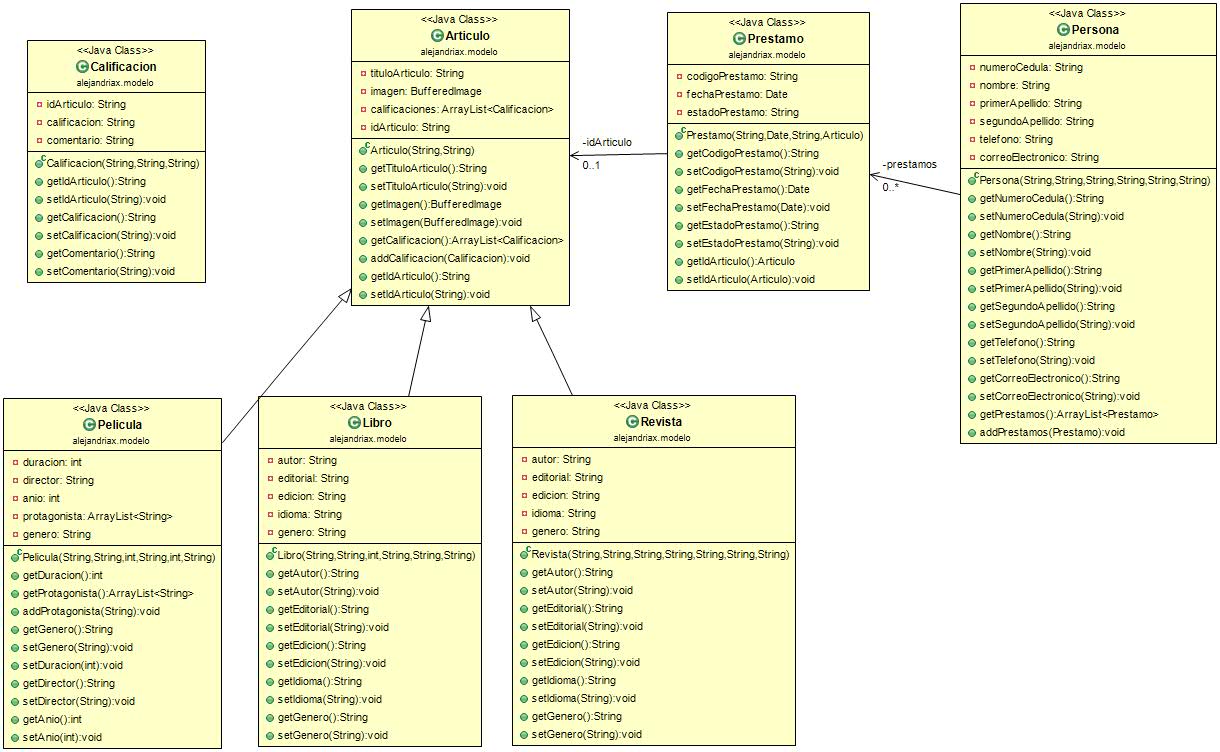 <<Java Class>>
Calificacion
alejandriax.modelo
idArticulo: String
calificacion: String
comentario: String
Calificacion(String,String,String)
getIdArticulo():String
setIdArticulo(String):void
getCalificacion():String
setCalificacion(String):void
getComentario():String
setComentario(String):void
<<Java Class>>
Articulo
alejandriax.modelo
tituloArticulo: String
imagen: BufferedImage
calificaciones: ArrayList<Calificacion>
idArticulo: String
Articulo(String,String)
getTituloArticulo():String
setTituloArticulo(String):void
getImagen():BufferedImage
setImagen(BufferedImage):void
getCalificacion():ArrayList<Calificacion>
addCalificacion(Calificacion):void
getIdArticulo():String
setIdArticulo(String):void
-idArticulo
0..1
<<Java Class>>
Prestamo
alejandriax.modelo
codigoPrestamo: String
fechaPrestamo: Date
estadoPrestamo: String
Prestamo(String,Date,String,Articulo)
getCodigoPrestamo():String
setCodigoPrestamo(String):void
getFechaPrestamo():Date
setFechaPrestamo(Date):void
getEstadoPrestamo():String
setEstadoPrestamo(String):void
getIdArticulo():Articulo
setIdArticulo(Articulo):void
-prestamos
0..*
<<Java Class>>
Persona
alejandriax.modelo
numeroCedula: String
nombre: String
primerApellido: String
segundoApellido: String
telefono: String
correoElectronico: String
Persona(String,String,String,String,String,String)
getNumeroCedula():String
setNumeroCedula(String):void
getNombre():String
setNombre(String):void
getPrimerApellido():String
setPrimerApellido(String):void
getSegundoApellido():String
setSegundoApellido(String):void
getTelefono():String
setTelefono(String):void
getCorreoElectronico():String
setCorreoElectronico(String):void
getPrestamos():ArrayList<Prestamo>
addPrestamos(Prestamo):void
<<Java Class>>
Pelicula
alejandriax.modelo
duracion: int
director: String
anio: int
protagonista: ArrayList<String>
genero: String
Pelicula(String,String,int,String,int,String)
getDuracion():int
getProtagonista():ArrayList<String>
addProtagonista(String):void
getGenero():String
setGenero(String):void
setDuracion(int):void
getDirector():String
setDirector(String):void
getAnio():int
setAnio(int):void
<<Java Class>>
Libro
alejandriax.modelo
autor: String
editorial: String
edicion: String
idioma: String
genero: String
Libro(String,String,int,String,String,String)
getAutor():String
setAutor(String):void
getEditorial():String
setEditorial(String):void
getEdicion():String
setEdicion(String):void
getIdioma():String
setIdioma(String):void
getGenero():String
setGenero(String):void
<<Java Class>>
Revista
alejandriax.modelo
autor: String
editorial: String
edicion: String
idioma: String
genero: String
Revista(String,String,String,String,String,String,String)
getAutor():String
setAutor(String):void
getEditorial():String
setEditorial(String):void
getEdicion():String
setEdicion(String):void
getIdioma():String
setIdioma(String):void
getGenero():String
setGenero(String):void